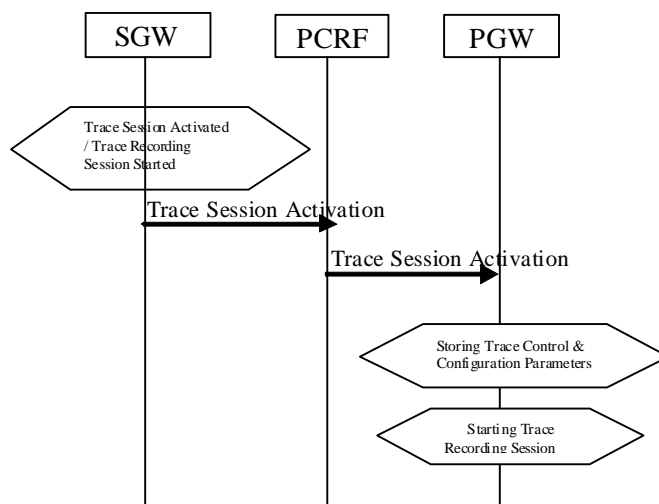 SGW
PCRF
PGW
Trace Session Activated
/ Trace Recording
Session Started
Trace Session Activation
Trace Session Activation
Storing Trace Control &
Configuration Parameters
Starting Trace
Recording Session